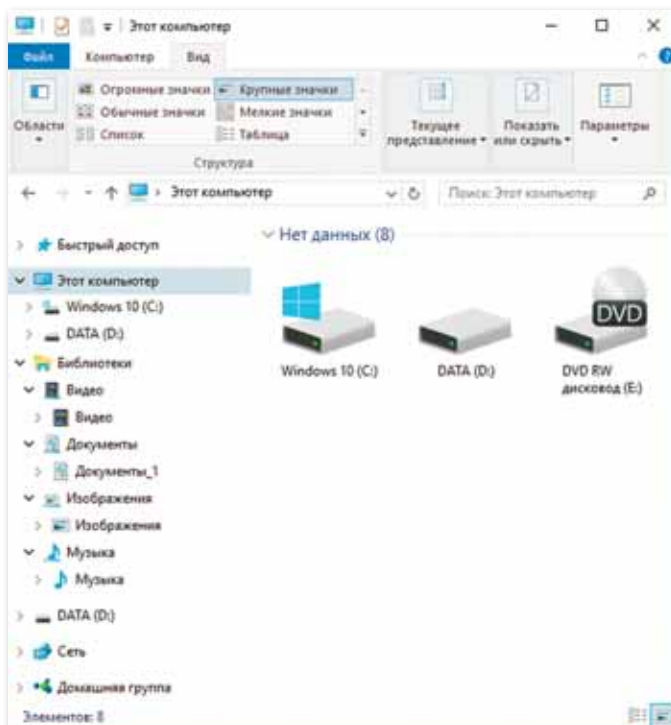 Этот компьютер
Файл Компьютер Вид
Области
Огромные значки Крупные значки
Обычные значки Мелкие значки
Список Таблица
Структура
Текущее представление
Показать или скрыть
Параметры
Этот компьютер
Поиск: Этот компьютер
Быстрый доступ
Этот компьютер
Windows 10 (C:)
DATA (D:)
Библиотеки
Видео
Видео
Документы
Документы_1
Изображения
Изображения
Музыка
Музыка
DATA (D:)
Сеть
Домашняя группа
Нет данных (8)
Windows 10 (C:)
DATA (D:)
DVD
DVD RW
дисковод (E:)
Элементов: 8